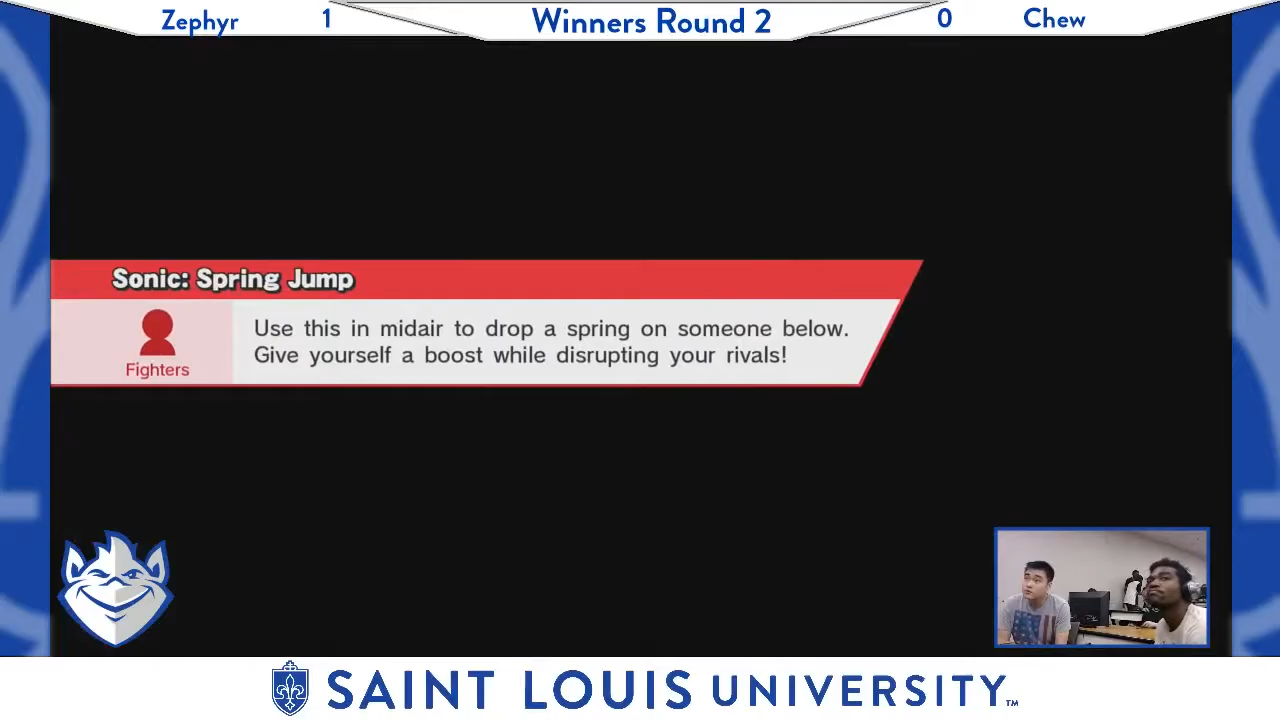 Zephyr 1 Winners Round 2 0 Chew
Sonic: Spring Jump
Use this in midair to drop a spring on someone below.
Give yourself a boost while disrupting your rivals!
Fighters
SAINT LOUIS UNIVERSITY™